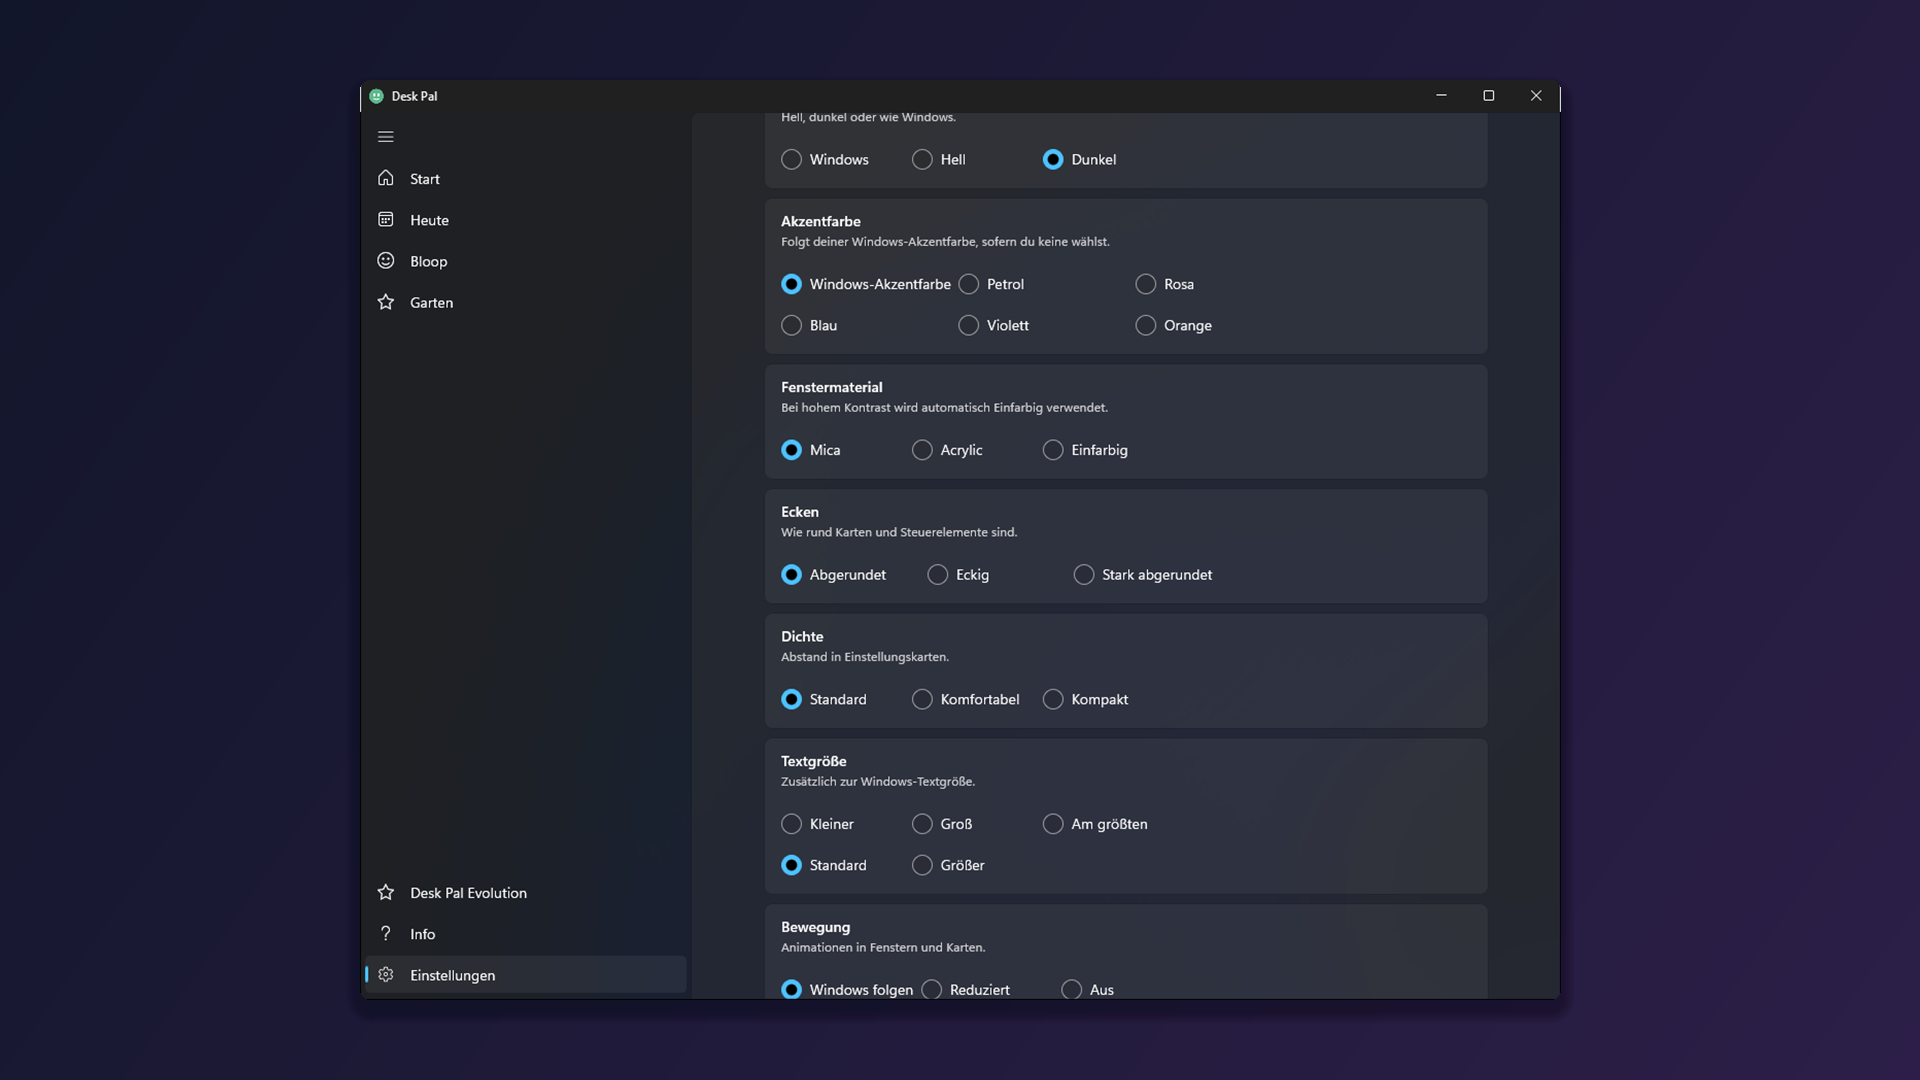 Desk Pal
Start
Heute
Bloop
Garten
Desk Pal Evolution
Info
Einstellungen
Hell, dunkel oder wie Windows.
Windows Hell Dunkel
Akzentfarbe
Folgt deiner Windows-Akzentfarbe, sofern du keine wählst.
Windows-Akzentfarbe Petrol Rosa
Blau Violett Orange
Fenstermaterial
Bei hohem Kontrast wird automatisch Einfarbig verwendet.
Mica Acrylic Einfarbig
Ecken
Wie rund Karten und Steuerelemente sind.
Abgerundet Eckig Stark abgerundet
Dichte
Abstand in Einstellungskarten.
Standard Komfortabel Kompakt
Textgröße
Zusätzlich zur Windows-Textgröße.
Kleiner Groß Am größten
Standard Größer
Bewegung
Animationen in Fenstern und Karten.
Windows folgen Reduziert Aus